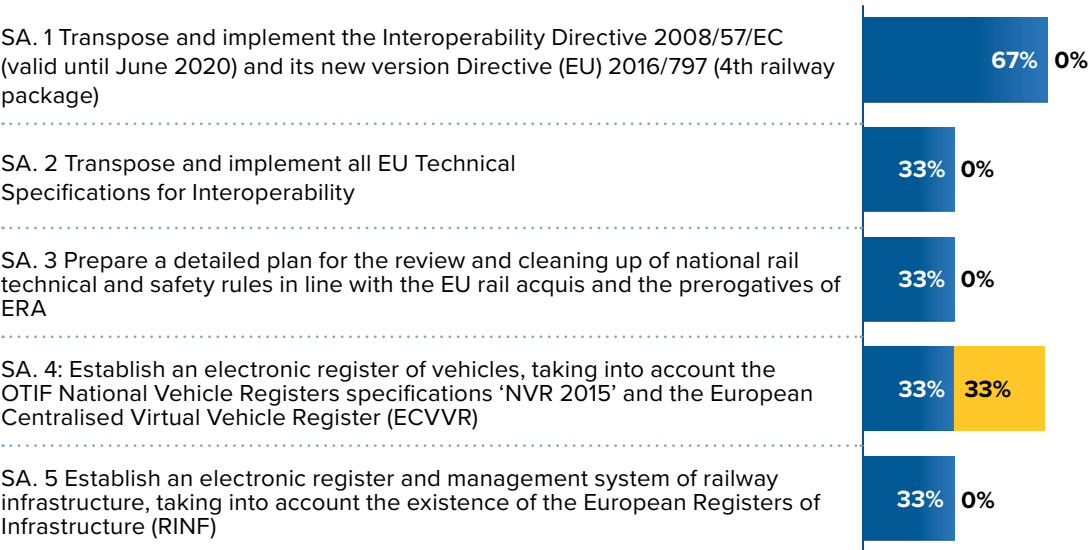 SA. 1 Transpose and implement the Interoperability Directive 2008/57/EC
(valid until June 2020) and its new version Directive (EU) 2016/797 (4th railway
package)
67% 0%
SA. 2 Transpose and implement all EU Technical
Specifications for Interoperability
33% 0%
SA. 3 Prepare a detailed plan for the review and cleaning up of national rail
technical and safety rules in line with the EU rail acquis and the prerogatives of
ERA
33% 0%
SA. 4: Establish an electronic register of vehicles, taking into account the
OTIF National Vehicle Registers specifications ‘NVR 2015’ and the European
Centralised Virtual Vehicle Register (ECVVR)
33% 33%
SA. 5 Establish an electronic register and management system of railway
infrastructure, taking into account the existence of the European Registers of
Infrastructure (RINF)
33% 0%